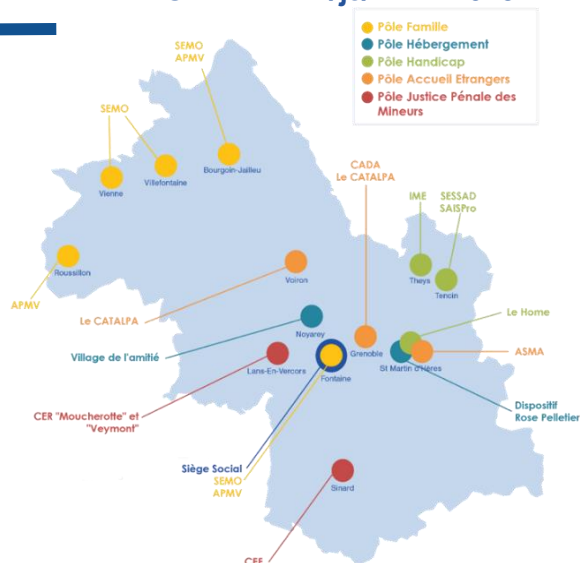 Pôle Famille
Pôle Hébergement
Pôle Handicap
Pôle Accueil Etrangers
Pôle Justice Pénale des
Mineurs
SEMO
APMV
SEMO
Bourgoin-Jailleu
Villefontaine
Vienne
CADA
Le CATALPA
IME
SESSAD
SAISPro
Roussillon
Voiron
Theys
Tencin
APMV
Le CATALPA
Le Home
Noyarey
Village de l'amitié
Grenoble
ASMA
Lans-En-Vercors
Fontaine
St Martin d'Hères
CER "Moucherotte" et
"Veymont"
Dispositif
Rose Pelletier
Siège Social
SEMO
APMV
Sinard